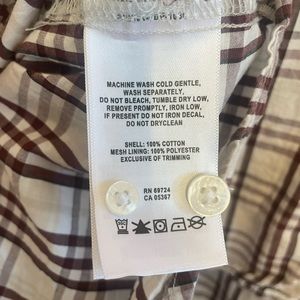 MACHINE WASH COLD GENTLE,
WASH SEPARATELY,
DO NOT BLEACH, TUMBLE DRY LOW,
REMOVE PROMPTLY, IRON LOW,
IF PRESENT DO NOT IRON DECAL,
DO NOT DRYCLEAN
SHELL: 100% COTTON
MESH LINING: 100% POLYESTER
EXCLUSIVE OF TRIMMING
RN 69724
CA 05367